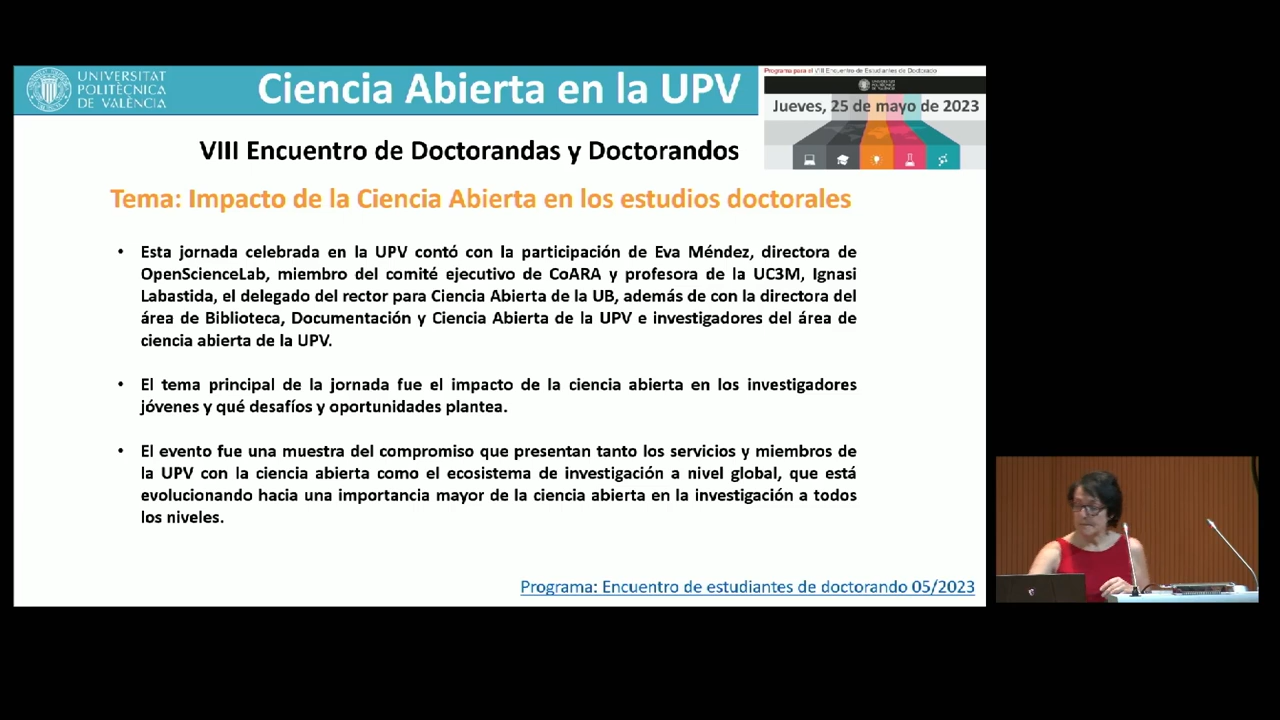 UNIVERSITAT
POLITÈCNICA
DE VALÈNCIA
Ciencia Abierta en la UPV
Programa para el VIII Encuentro de Estudiantes de Doctorado
Jueves, 25 de mayo de 2023
VIII Encuentro de Doctorandas y Doctorandos
Tema: Impacto de la Ciencia Abierta en los estudios doctorales
• Esta jornada celebrada en la UPV contó con la participación de Eva Méndez, directora de
OpenScienceLab, miembro del comité ejecutivo de CoARA y profesora de la UC3M, Ignasi
Labastida, el delegado del rector para Ciencia Abierta de la UB, además de con la directora del
área de Biblioteca, Documentación y Ciencia Abierta de la UPV e investigadores del área de
ciencia abierta de la UPV.
• El tema principal de la jornada fue el impacto de la ciencia abierta en los investigadores
jóvenes y qué desafíos y oportunidades plantea.
• El evento fue una muestra del compromiso que presentan tanto los servicios y miembros de
la UPV con la ciencia abierta como el ecosistema de investigación a nivel global, que está
evolucionando hacia una importancia mayor de la ciencia abierta en la investigación a todos
los niveles.
Programa: Encuentro de estudiantes de doctorando 05/2023